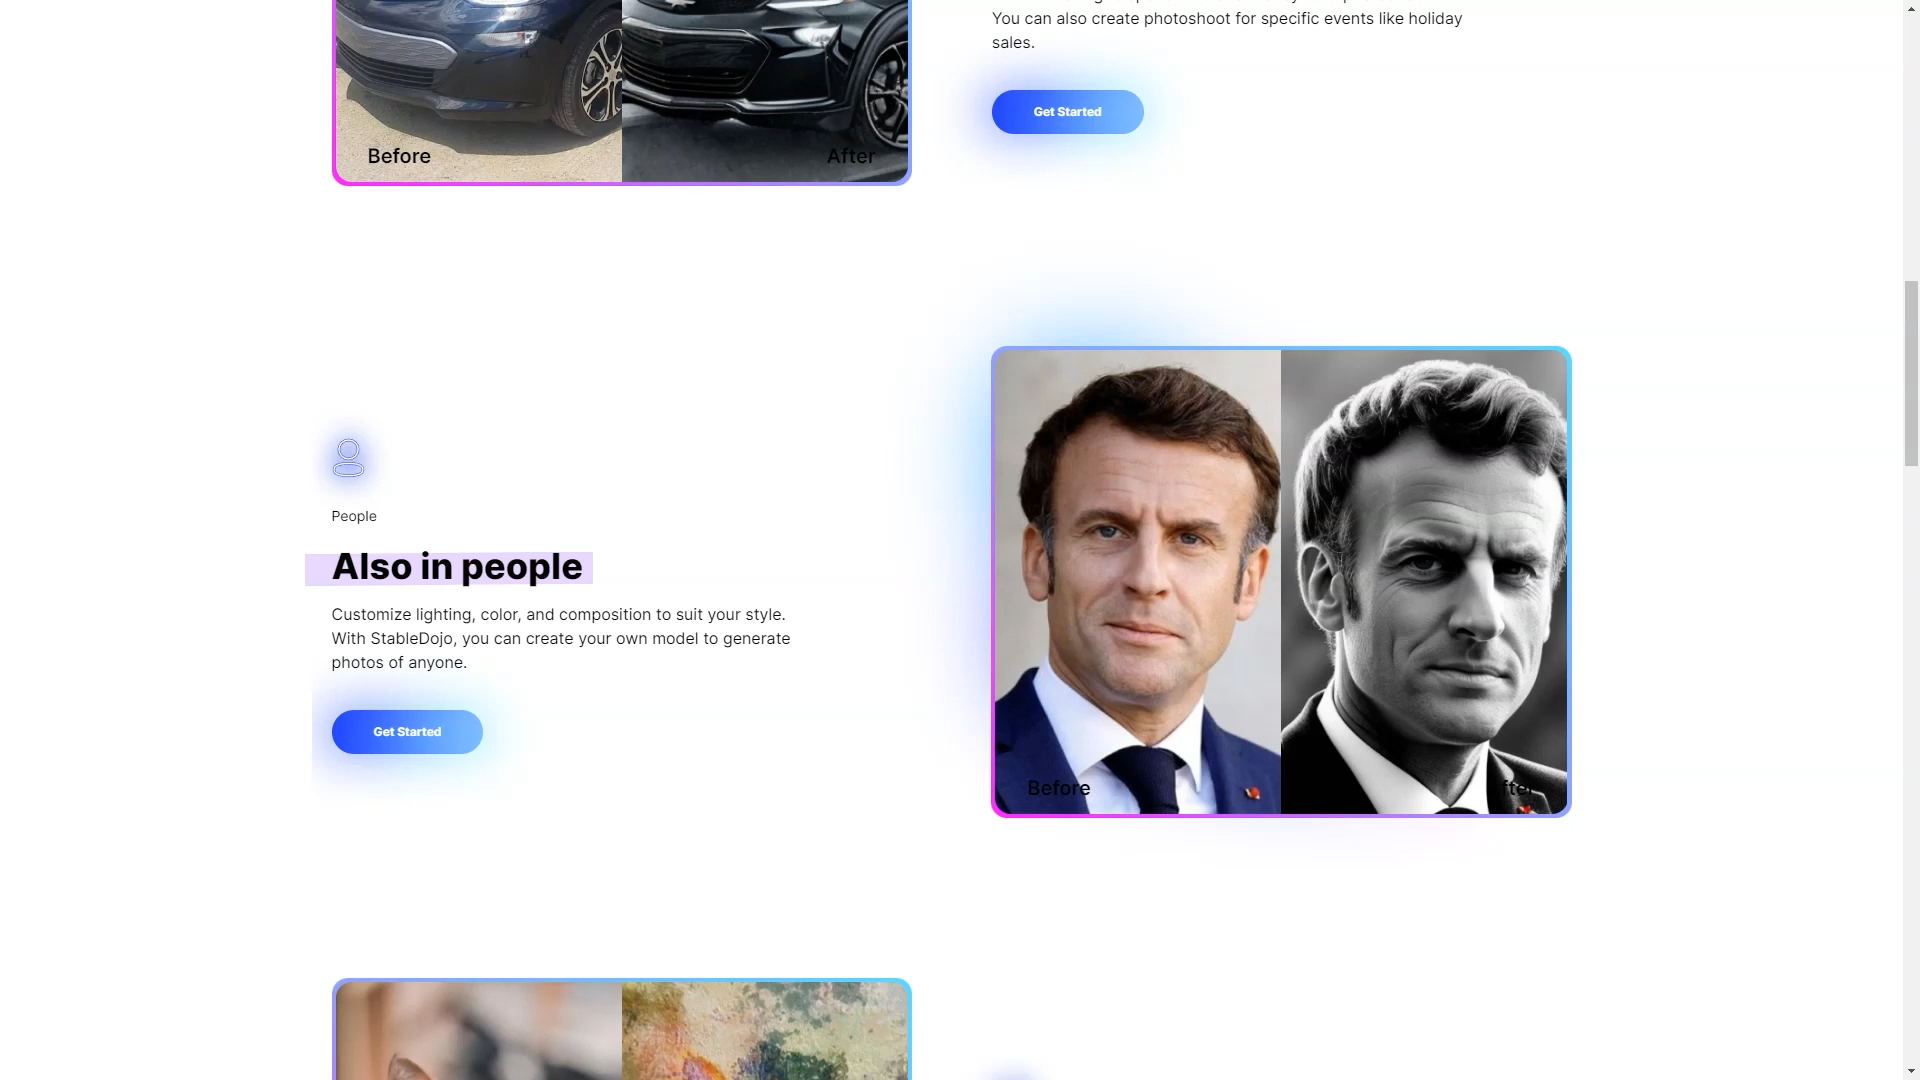 You can also create photoshoot for specific events like holiday
sales.
Get Started
Before
After
People
Also in people
Customize lighting, color, and composition to suit your style.
With StableDojo, you can create your own model to generate
photos of anyone.
Get Started
Before
After